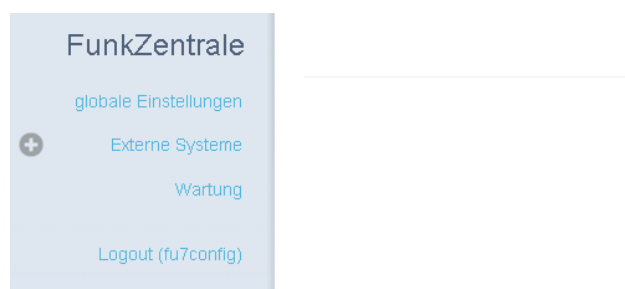 FunkZentrale
globale Einstellungen
Externe Systeme
Wartung
Logout (fu7config)